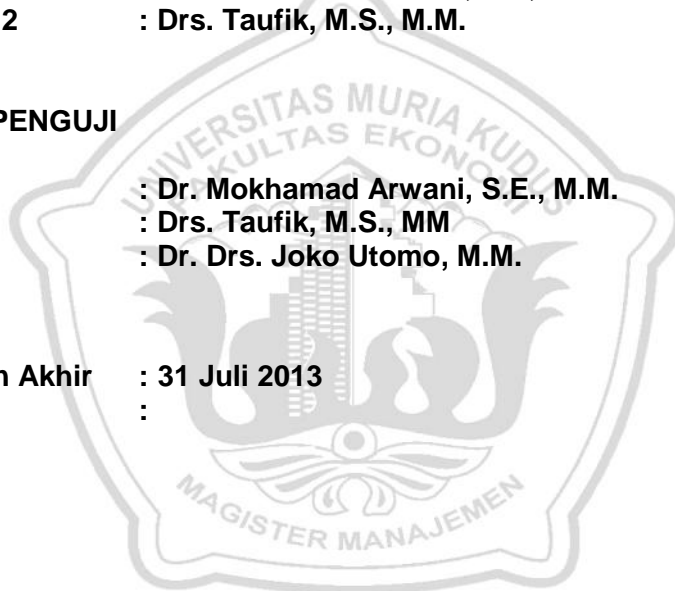 2 : Drs. Taufik, M.S., M.M.
PENGUJI
: Dr. Mokhamad Arwani, S.E., M.M.
: Drs. Taufik, M.S., MM
: Dr. Drs. Joko Utomo, M.M.
n Akhir : 31 Juli 2013
:
UNIVERSITAS MURIA KUDUS
FAKULTAS EKONOMI
MAGISTER MANAJEMEN